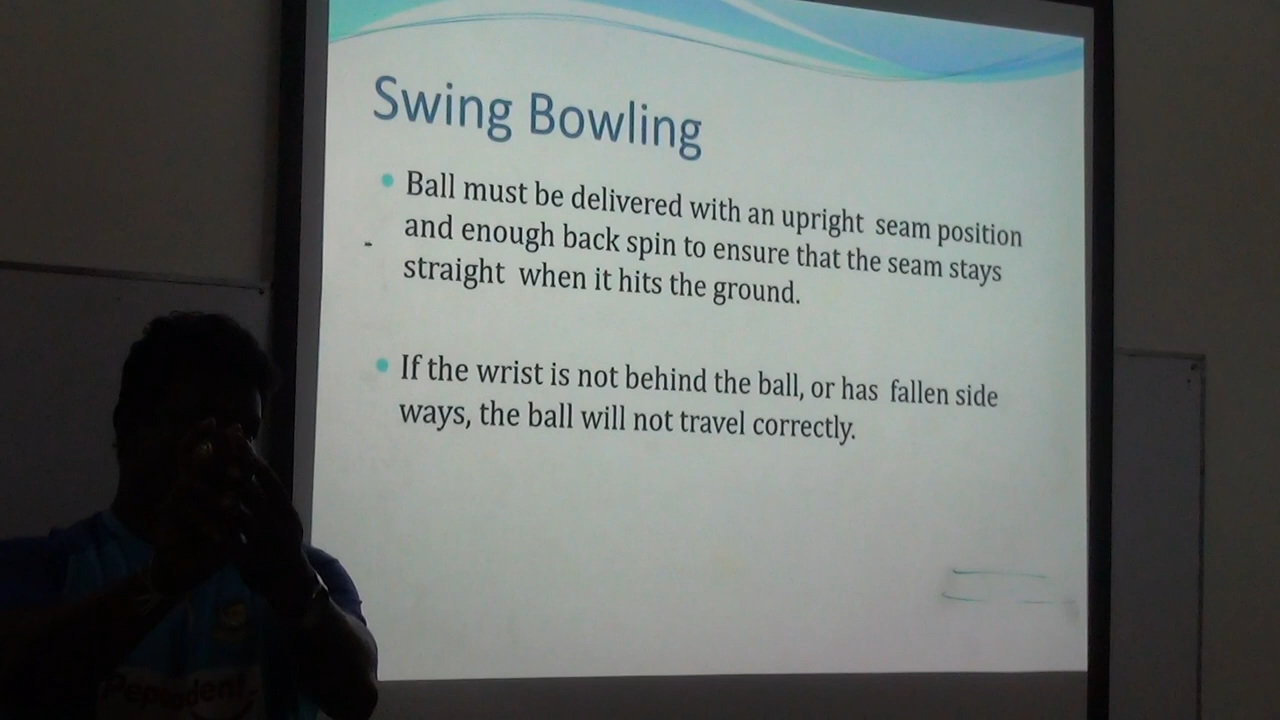 Swing Bowling
• Ball must be delivered with an upright seam position
and enough back spin to ensure that the seam stays
straight when it hits the ground.
• If the wrist is not behind the ball, or has fallen side
ways, the ball will not travel correctly.
Pepsodent